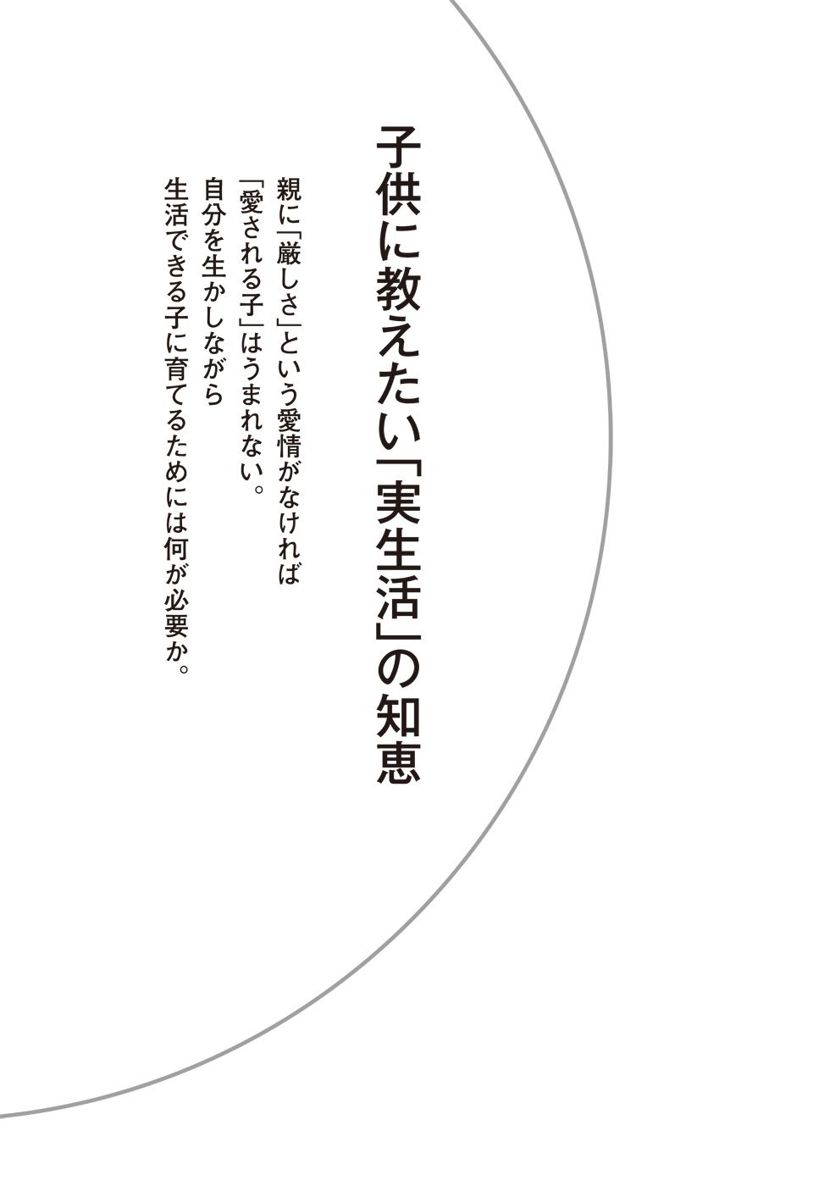 子供に教えたい「実生活」の知恵
親に「厳しさ」という愛情がなければ
「愛される子」はうまれない。
自分を生かしながら
生活できる子に育てるためには何が必要か。